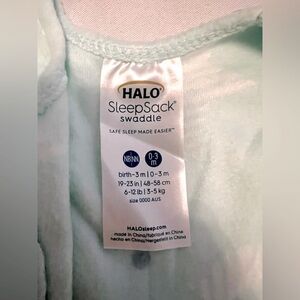 HALO
SleepSack®
swaddle
SAFE SLEEP MADE EASIER™
NB/NN 0-3 m
birth-3 m | 0-3 m
19-23 in | 48-58 cm
6-12 lb | 3-5 kg
size 0000 AUS
HALOsleep.com
made in China/fabriqué en Chine
hecho en China/Hergestellt in China